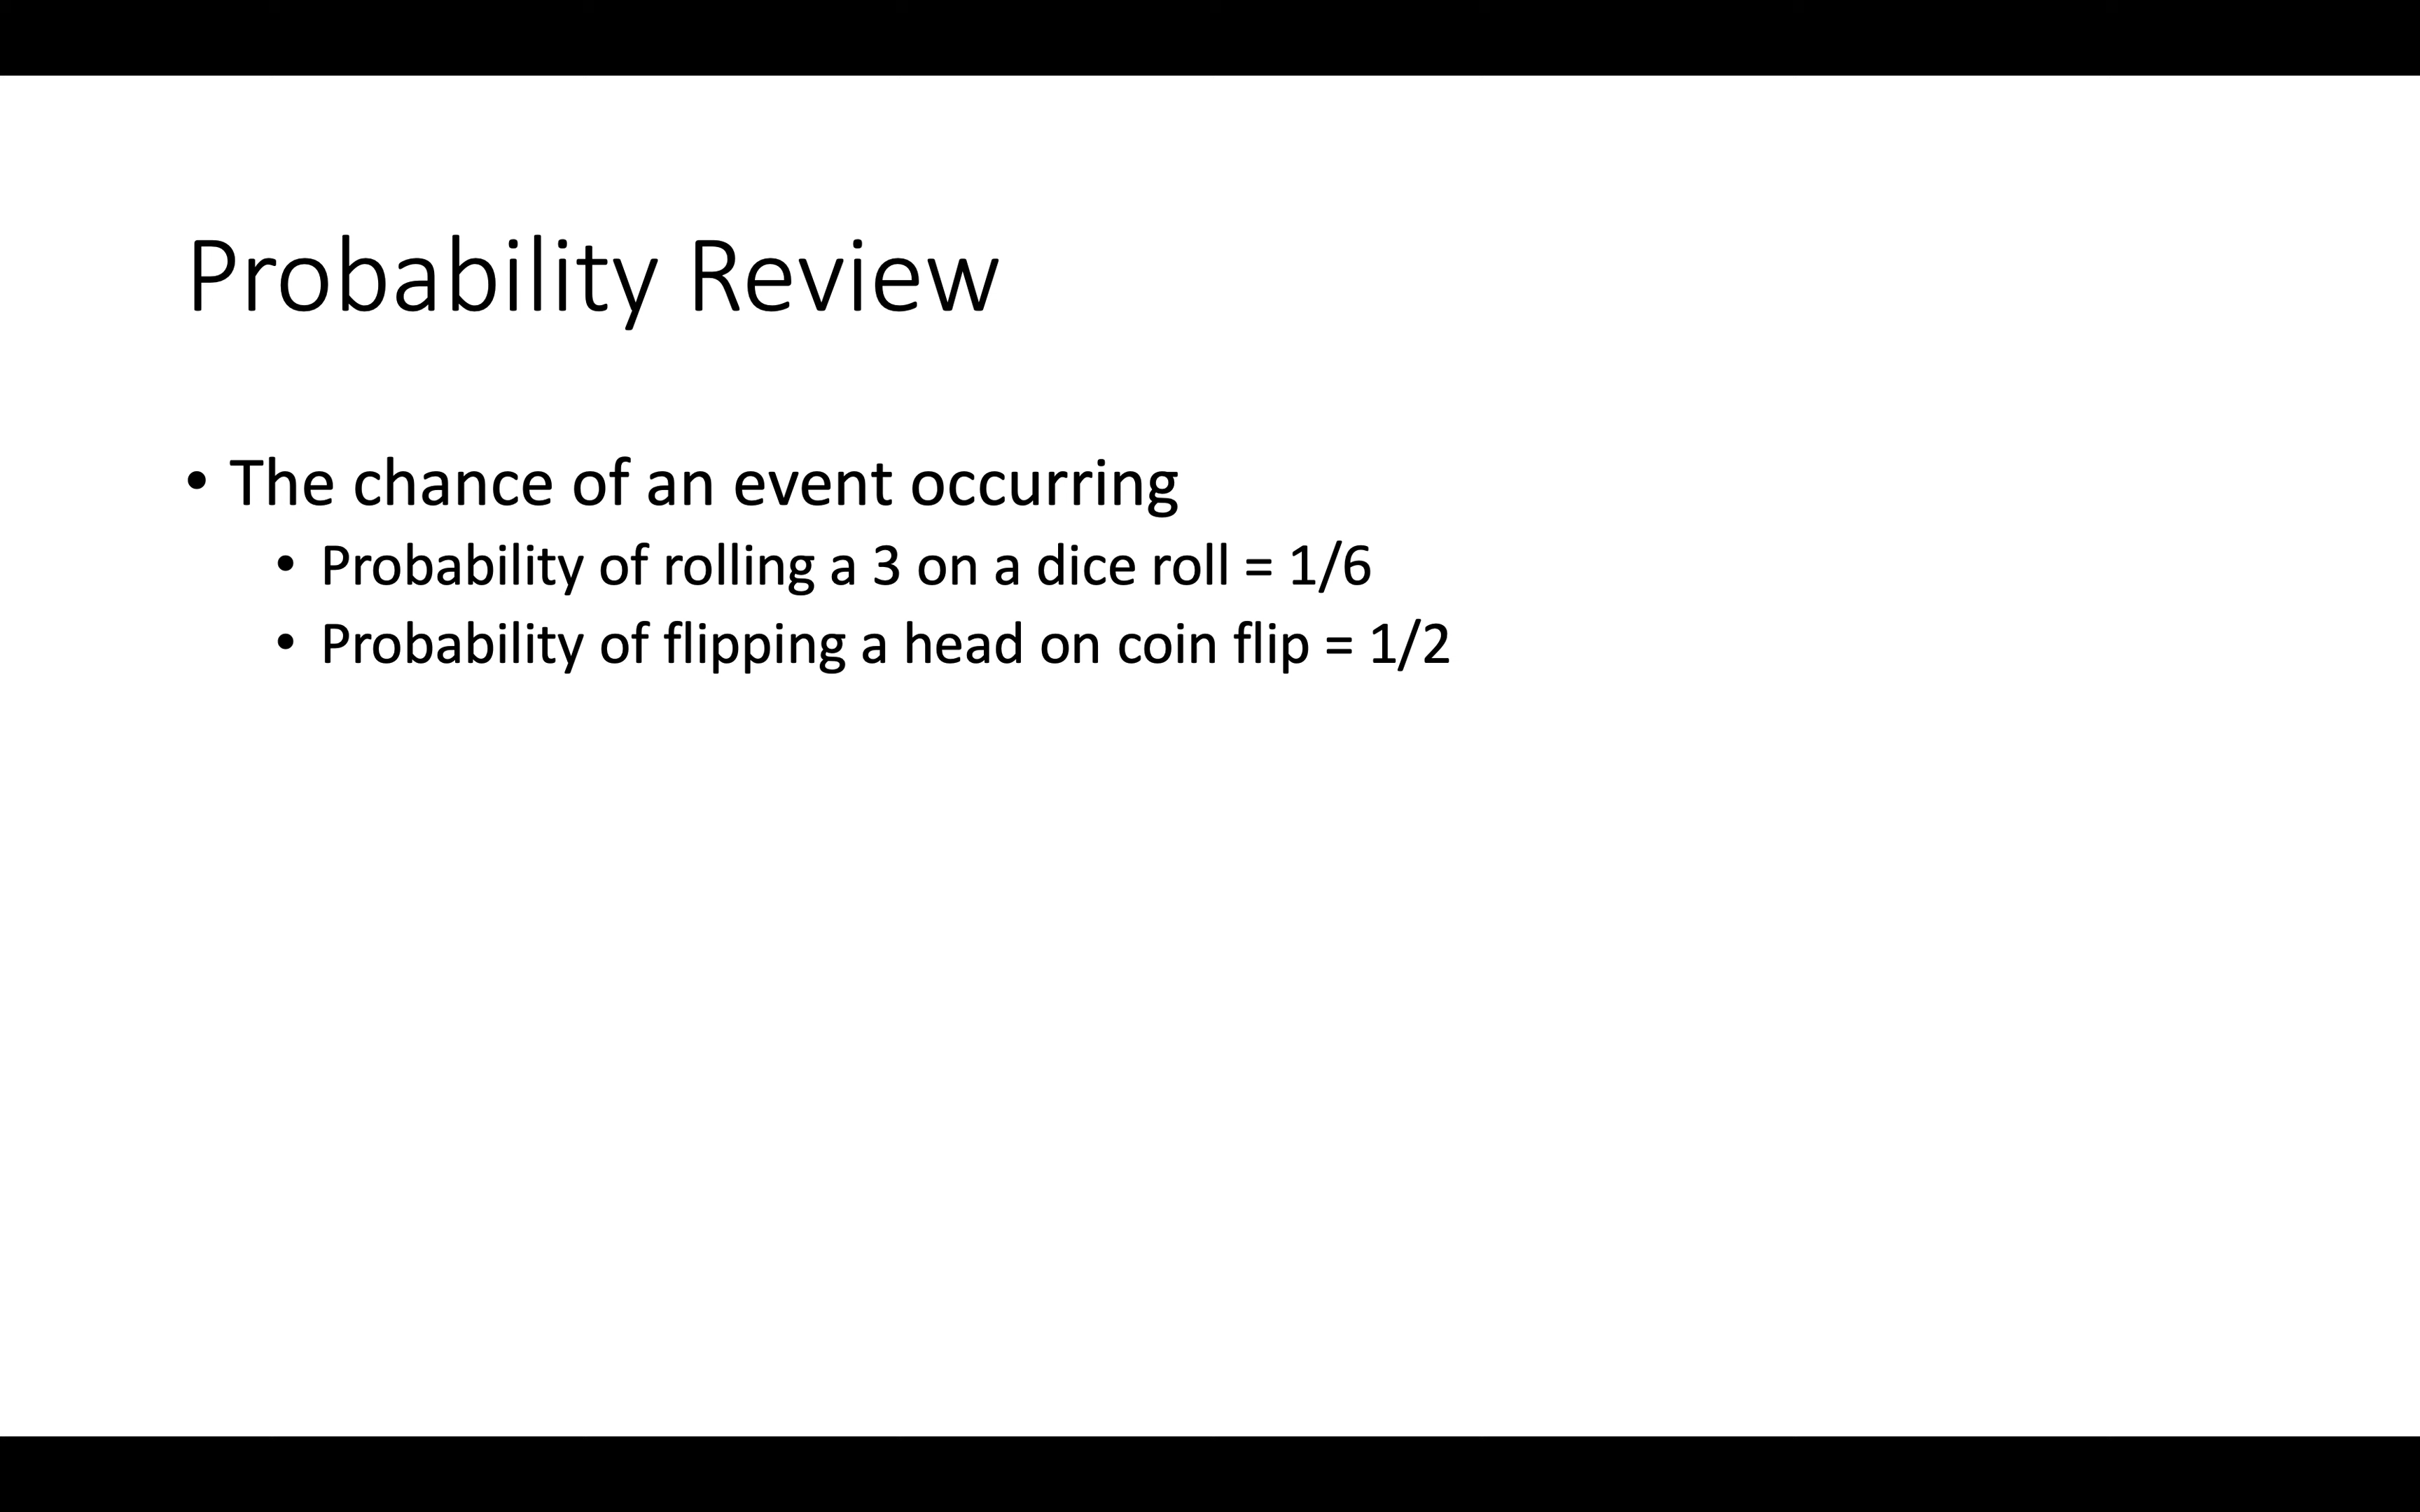 Probability Review
• The chance of an event occurring
• Probability of rolling a 3 on a dice roll = 1/6
• Probability of flipping a head on coin flip = 1/2